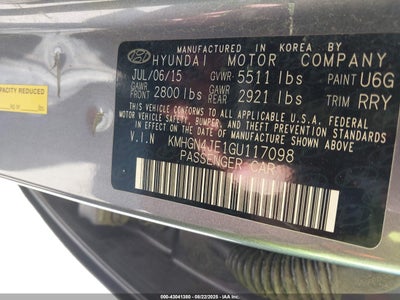 MANUFACTURED IN KOREA BY
HYUNDAI MOTOR COMPANY
JUL/06/15 GVWR 5511 lbs PAINT U6G
GAWR FRONT 2800 lbs GAWR REAR 2921 lbs TRIM RRY
THIS VEHICLE CONFORMS TO ALL APPLICABLE U.S.A. FEDERAL
MOTOR VEHICLE SAFETY, BUMPER, AND THEFT PREVENTION
STANDARDS IN EFFECT ON THE DATE OF MANUFACTURE SHOWN ABOVE.
V.I.N KMHGN4JE1GU117098
PASSENGER CAR
CAPACITY REDUCED
000-43041380 - 08/22/2025 - IAA